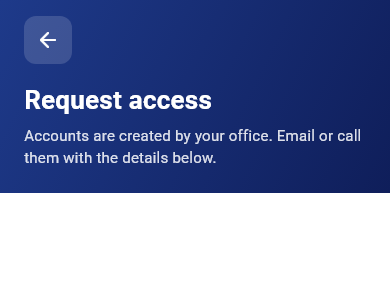 Request access
Accounts are created by your office. Email or call
them with the details below.